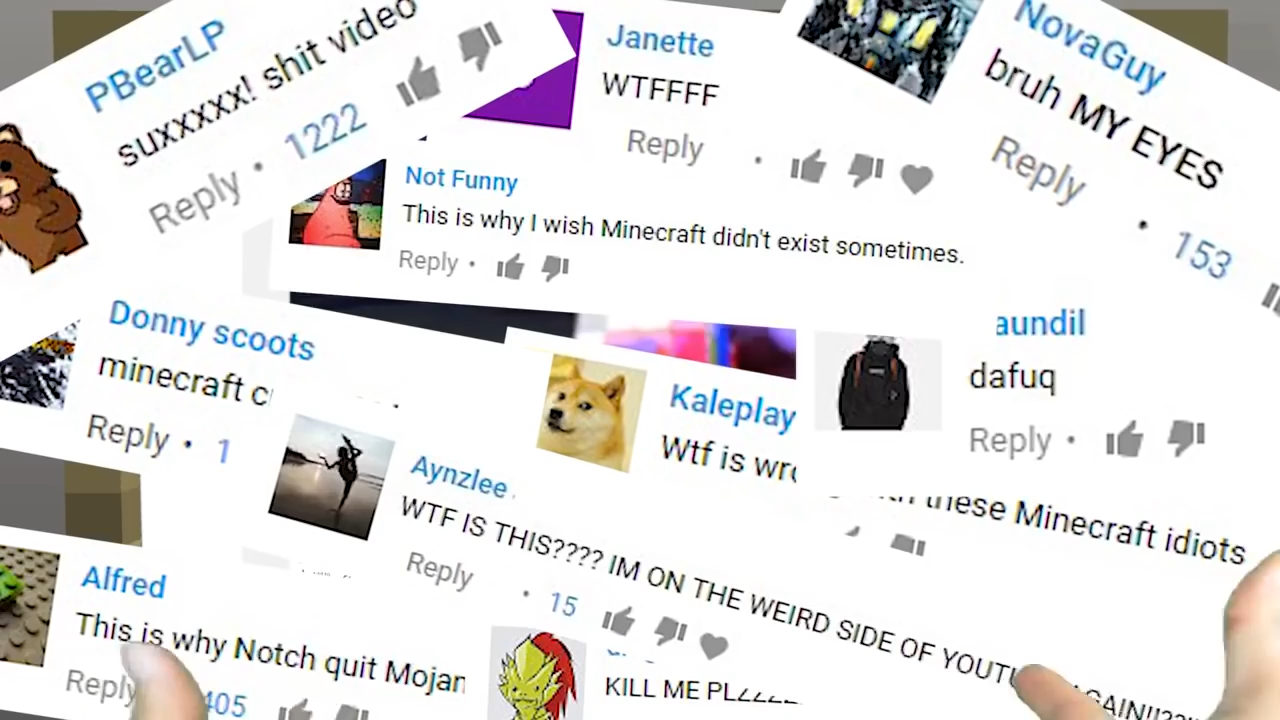 PBearLP
suxxxxx! shit video
Reply • 1222
Janette
WTFFFF
Reply •
NovaGuy
bruh MY EYES
Reply • 153
Not Funny
This is why I wish Minecraft didn't exist sometimes.
Reply •
Donny scoots
minecraft
Reply • 1
Kaleplay
Wtf is
these Minecraft idiots
aundil
dafuq
Reply •
Aynzlee
WTF IS THIS???? IM ON THE WEIRD SIDE OF
Reply • 15
Alfred
This is why Notch quit Mojan
Reply 405
KILL ME